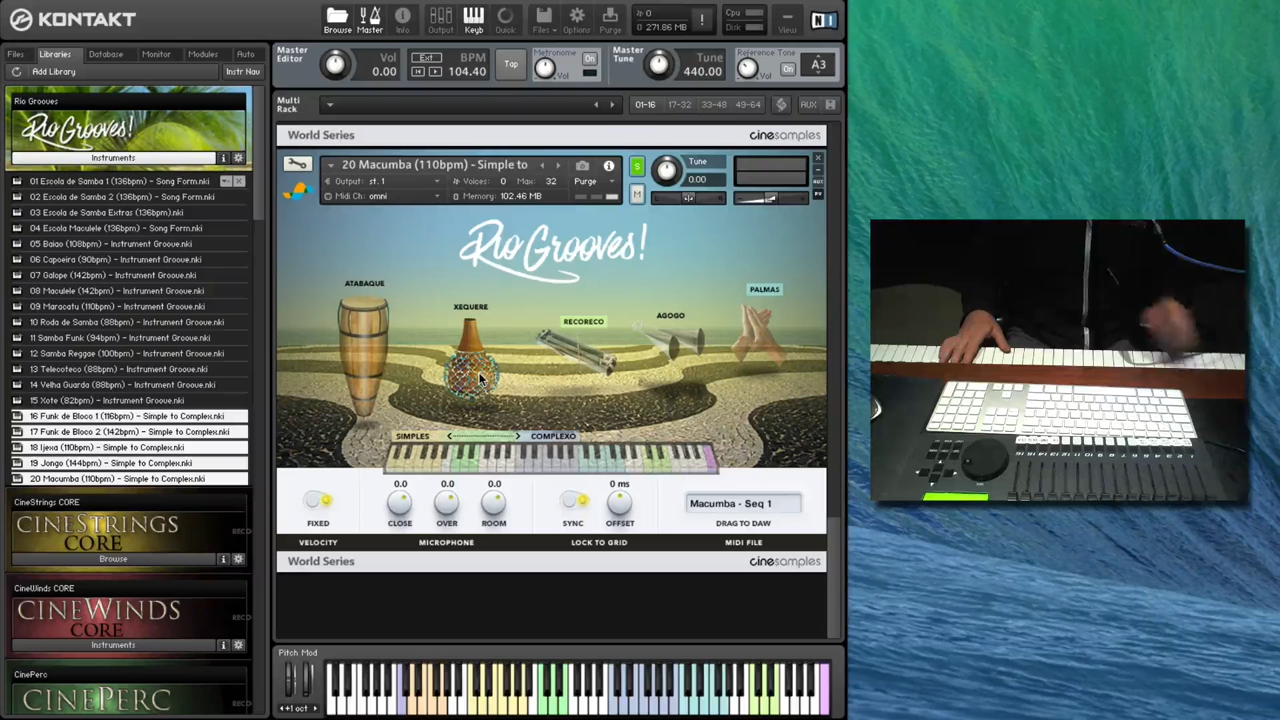 KONTAKT
Browse Master Info Output Keyb Quick Files Options Purge
0
271.86 MB
!
Cpu
Disk
View
Files Libraries Database Monitor Modules Auto
Add Library
Instr Nav
Rio Grooves
Rio Grooves!
Instruments
01 Escola de Samba 1 (136bpm) - Song Form.nki
02 Escola de Samba 2 (136bpm) - Song Form.nki
03 Escola de Samba Extras (136bpm).nki
04 Escola Maculele (116bpm) - Song Form.nki
05 Baiao (108bpm) - Instrument Groove.nki
06 Capoeira (90bpm) - Instrument Groove.nki
07 Galope (142bpm) - Instrument Groove.nki
08 Maculele (142bpm) - Instrument Groove.nki
09 Maracatu (110bpm) - Instrument Groove.nki
10 Roda de Samba (88bpm) - Instrument Groove.nki
11 Samba Funk (94bpm) - Instrument Groove.nki
12 Samba Reggae (100bpm) - Instrument Groove.nki
13 Telecoteco (88bpm) - Instrument Groove.nki
14 Velha Guarda (88bpm) - Instrument Groove.nki
15 Xote (82bpm) - Instrument Groove.nki
16 Funk de Bloco 1 (116bpm) - Simple to Complex.nki
17 Funk de Bloco 2 (142bpm) - Simple to Complex.nki
18 Ijexa (110bpm) - Simple to Complex.nki
19 Jongo (144bpm) - Simple to Complex.nki
20 Macumba (110bpm) - Simple to Complex.nki
CineStrings CORE
CINESTRINGS
CORE
Browse
CineWinds CORE
CINEWINDS
CORE
Instruments
CinePerc
CINEPERC
Master Editor
Vol
0.00
Ext
BPM
104.40
Tap
Metronome
On
Vol
Master Tune
Tune
440.00
Reference Tone
Vol
On
A3
Multi Rack
01-16 17-32 33-48 49-64
AUX
World Series
cinesamples
20 Macumba (110bpm) - Simple to
Output: st. 1
Voices: 0 Max: 32
Purge
Midi Ch: omni
Memory: 102.46 MB
S
M
Tune
0.00
Rio Grooves!
ATABAQUE
XEQUERE
RECORECO
AGOGO
PALMAS
SIMPLES
COMPLEXO
0.0 0.0 0.0
0 ms
Macumba - Seq 1
FIXED
CLOSE OVER ROOM
SYNC OFFSET
DRAG TO DAW
VELOCITY
MICROPHONE
LOCK TO GRID
MIDI FILE
World Series
cinesamples
Pitch Mod
+1 oct